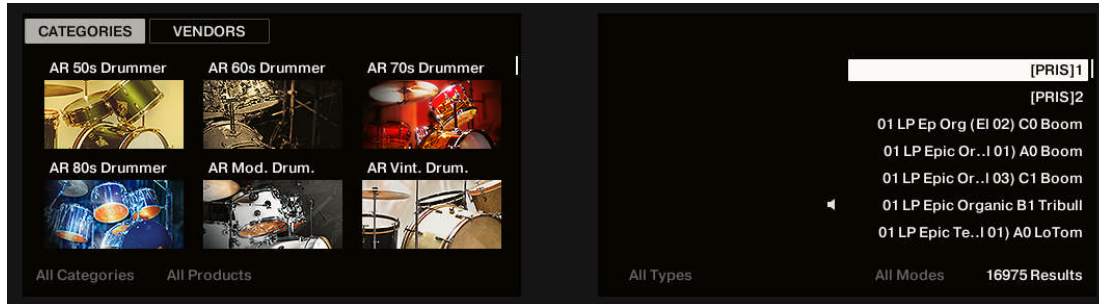 CATEGORIES VENDORS
AR 50s Drummer AR 60s Drummer AR 70s Drummer
AR 80s Drummer AR Mod. Drum. AR Vint. Drum.
All Categories All Products
[PRIS]1
[PRIS]2
01 LP Ep Org (El 02) C0 Boom
01 LP Epic Or..l 01) A0 Boom
01 LP Epic Or..l 03) C1 Boom
01 LP Epic Organic B1 Tribull
01 LP Epic Te..l 01) A0 LoTom
All Types All Modes 16975 Results